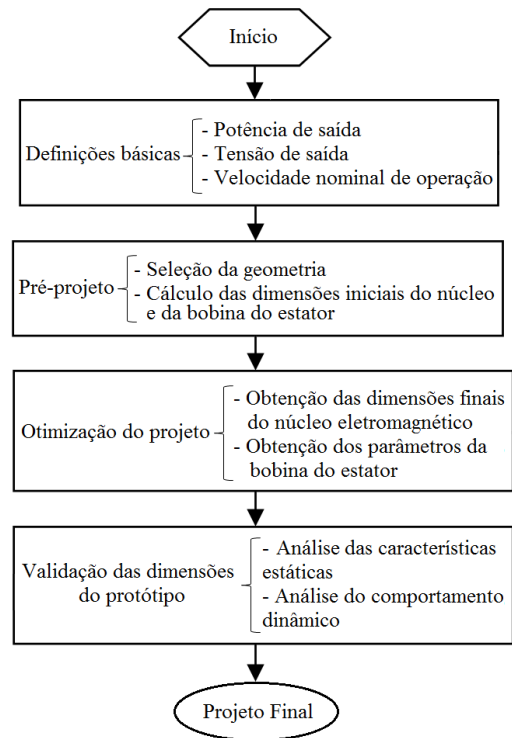 Início
Definições básicas
- Potência de saída
- Tensão de saída
- Velocidade nominal de operação
Pré-projeto
- Seleção da geometria
- Cálculo das dimensões iniciais do núcleo
e da bobina do estator
Otimização do projeto
- Obtenção das dimensões finais
do núcleo eletromagnético
- Obtenção dos parâmetros da
bobina do estator
Validação das dimensões
do protótipo
- Análise das características
estáticas
- Análise do comportamento
dinâmico
Projeto Final